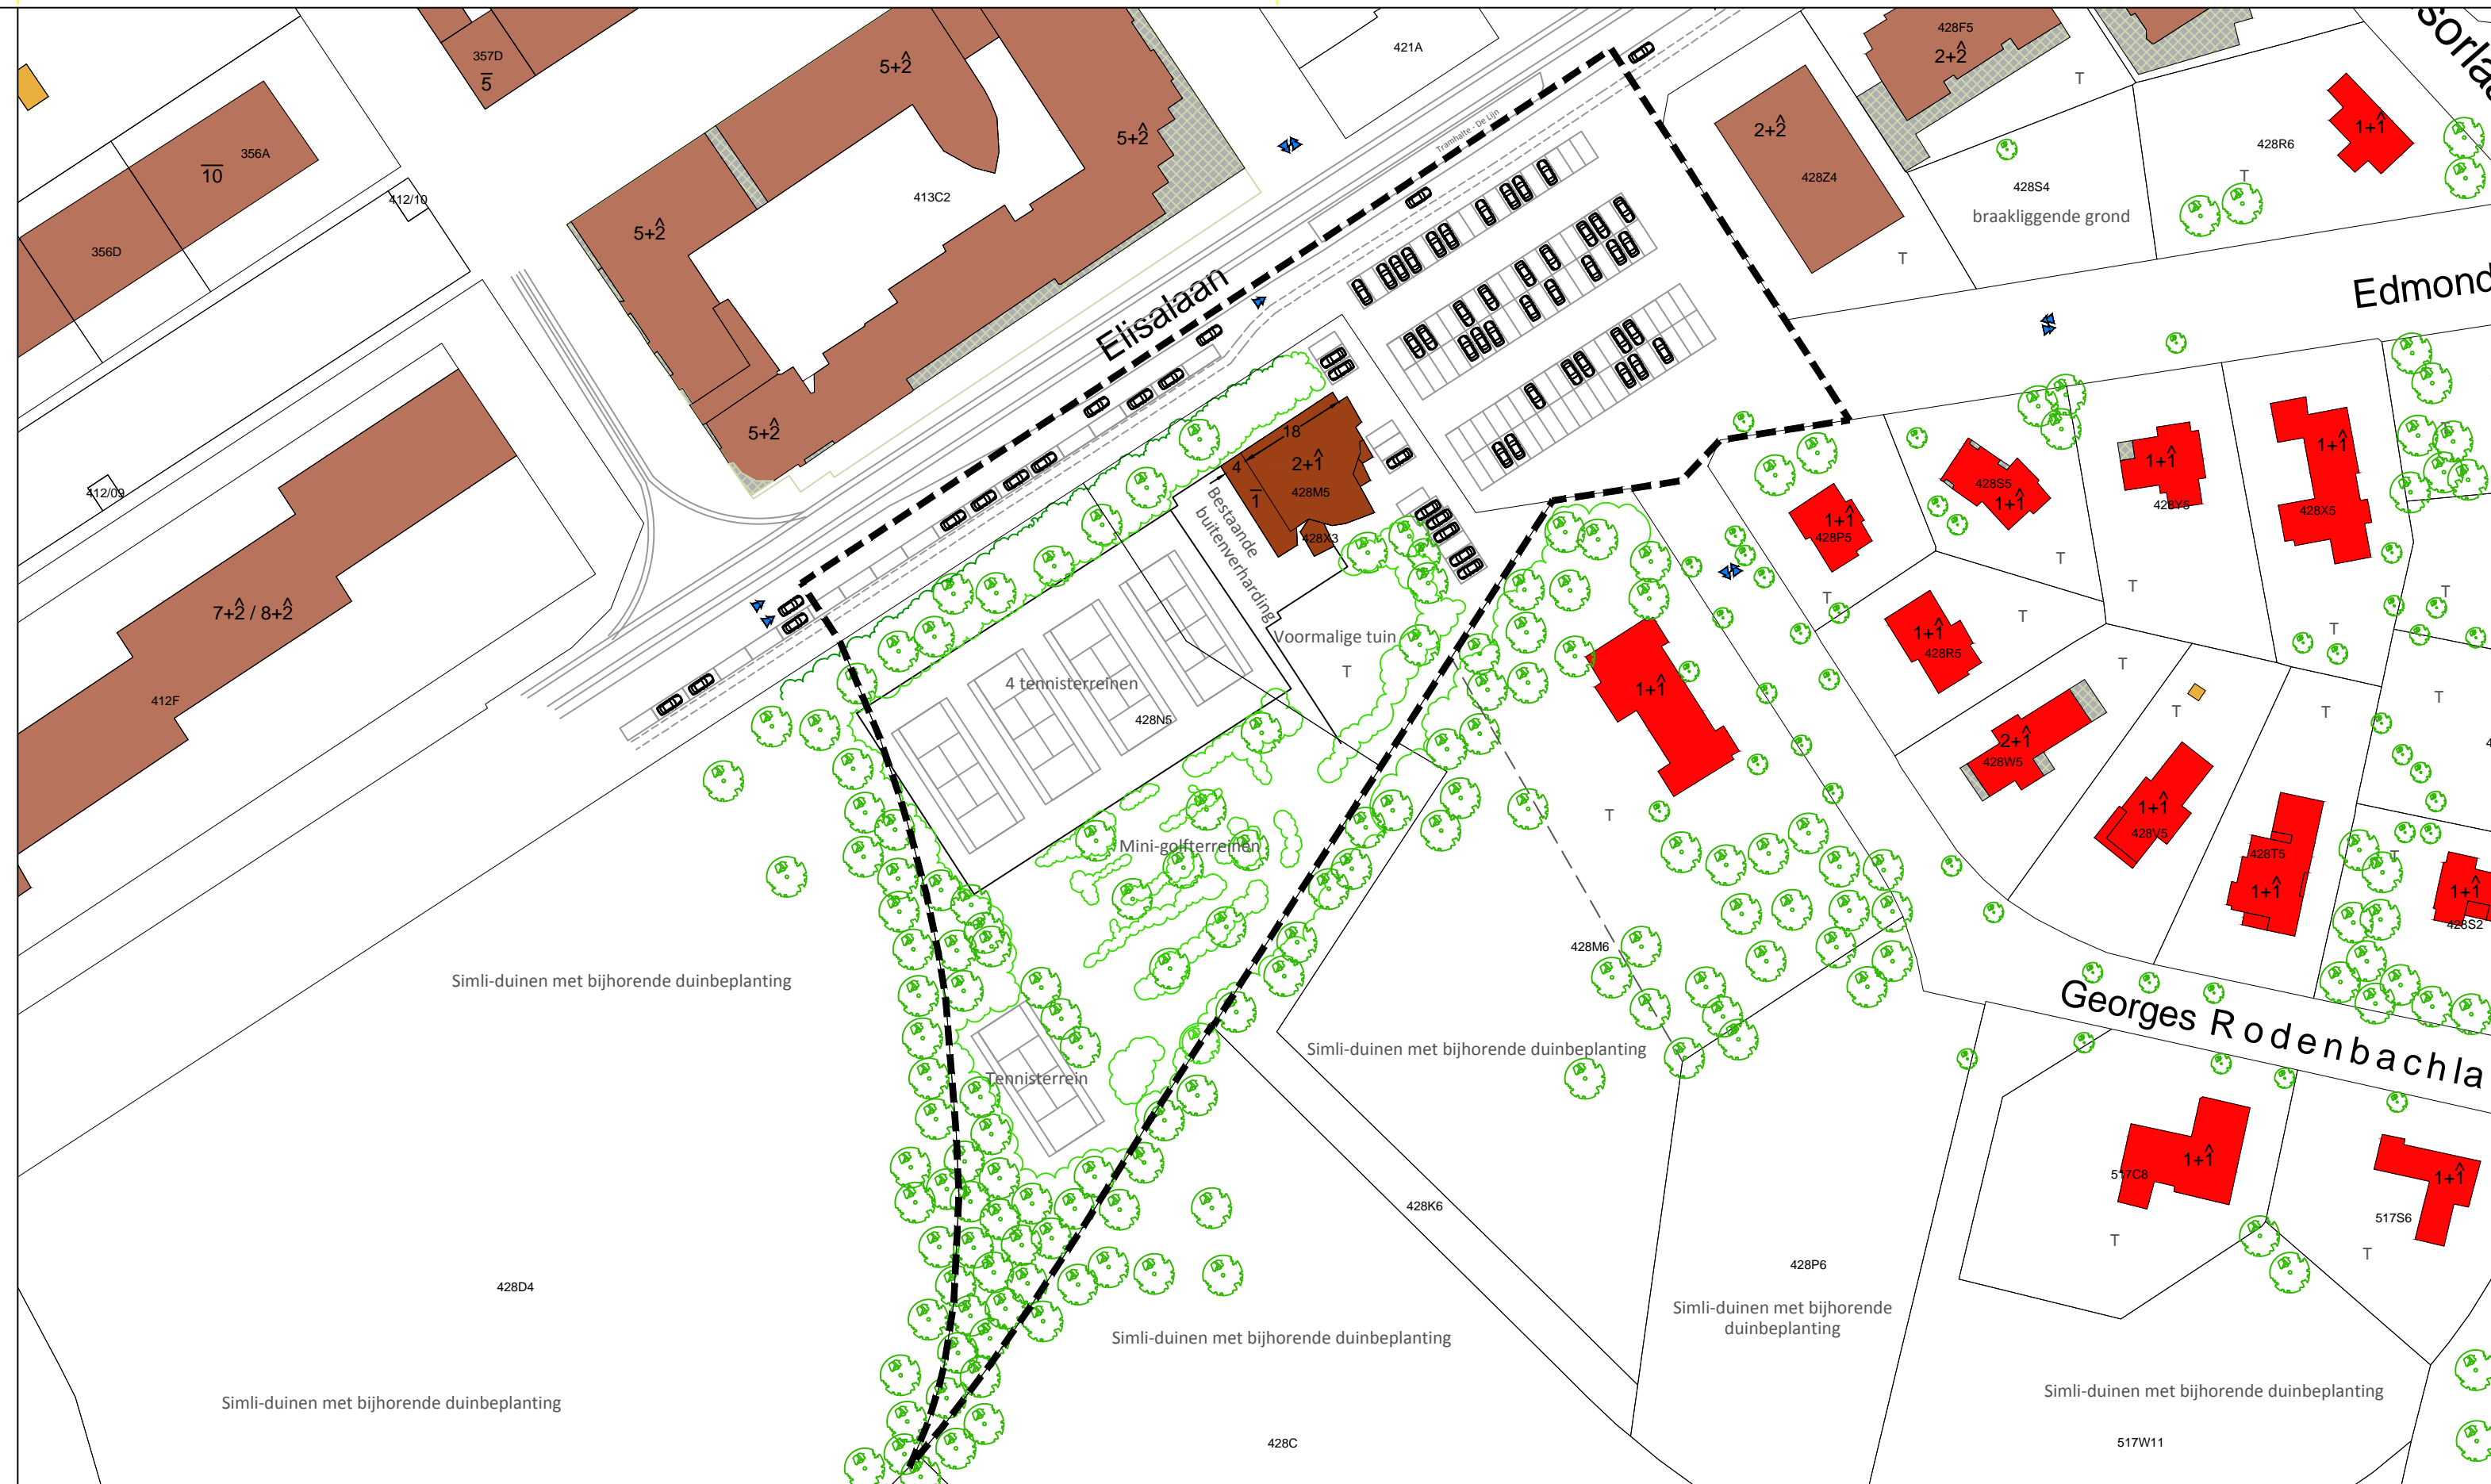 357D
5
5+2̂
421A
428F5
2+2̂
T
1+1̂
428R6
T
356A
10
5+2̂
2+2̂
428Z4
Tramhalte - De Lijn
412/10
413C2
428S4
braakliggende grond
356D
5+2̂
T
Elisalaan
Edmond
5+2̂
18
4
2+1̂
428M5
1
428X3
Bestaande
buitenverharding
412/09
1+1̂
428S5
1+1̂
428Y5
1+1̂
428X5
1+1̂
428P5
T
T
T
T
T
T
7+2̂ / 8+2̂
412F
4 tennisterreinen
428N5
Voormalige tuin
T
1+1̂
1+1̂
428R5
T
T
T
T
2+1̂
428W5
1+1̂
428V5
428T5
1+1̂
T
1+1̂
428S2
Mini-golfterreinen
T
428M6
Simli-duinen met bijhorende duinbeplanting
Georges Rodenbachla
Simli-duinen met bijhorende duinbeplanting
Tennisterrein
517C8
1+1̂
1+1̂
517S6
T
T
428K6
428D4
428P6
Simli-duinen met bijhorende
duinbeplanting
Simli-duinen met bijhorende duinbeplanting
Simli-duinen met bijhorende duinbeplanting
Simli-duinen met bijhorende duinbeplanting
428C
517W11